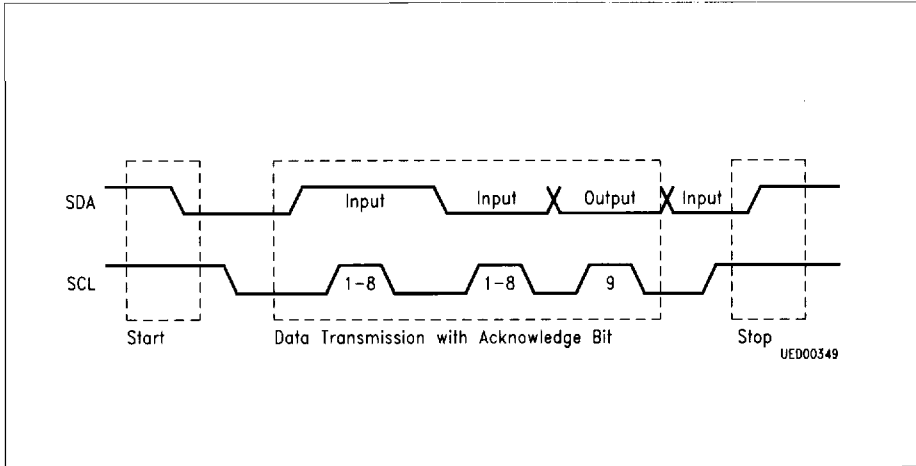 SDA Input Input Output Input
SCL 1-8 1-8 9
Start Data Transmission with Acknowledge Bit Stop
UED00349